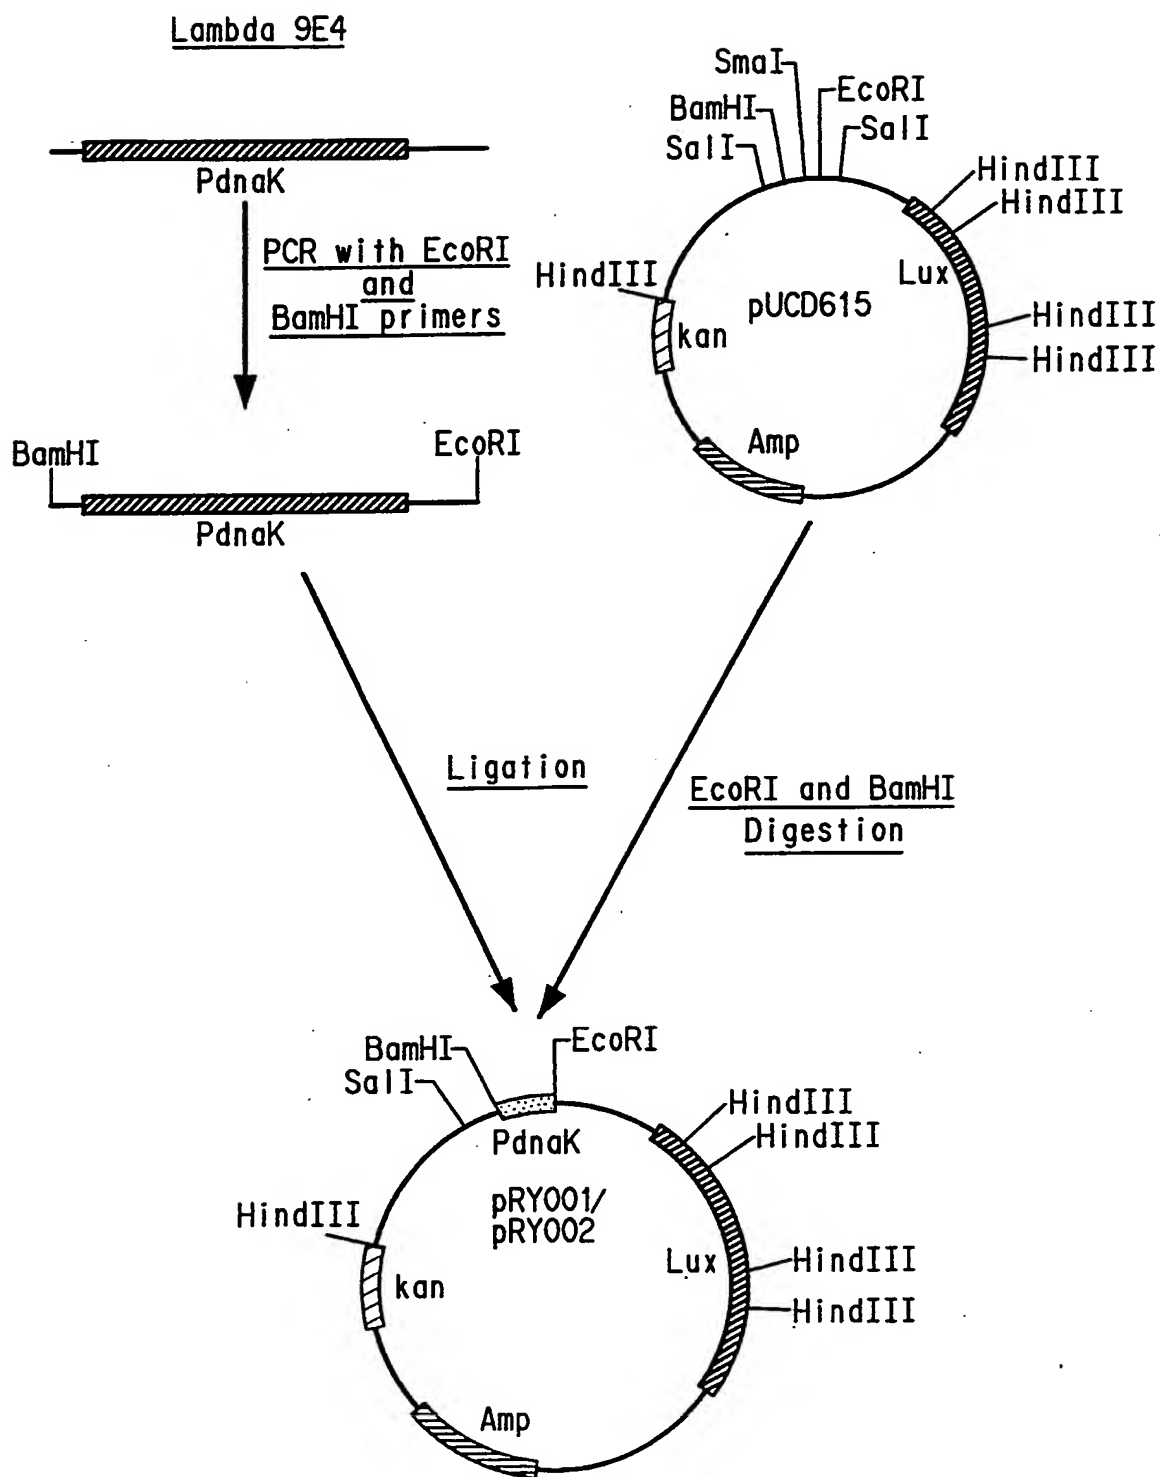 Lambda 9E4
PdnaK
PCR with EcoRI
and
BamHI primers
BamHI
EcoRI
PdnaK
SmaI
EcoRI
BamHI
SalI
SalI
HindIII
HindIII
HindIII
Lux
pUCD615
kan
HindIII
HindIII
Amp
Ligation
EcoRI and BamHI
Digestion
BamHI
EcoRI
SalI
HindIII
HindIII
PdnaK
pRY001/
pRY002
HindIII
Lux
HindIII
kan
HindIII
Amp